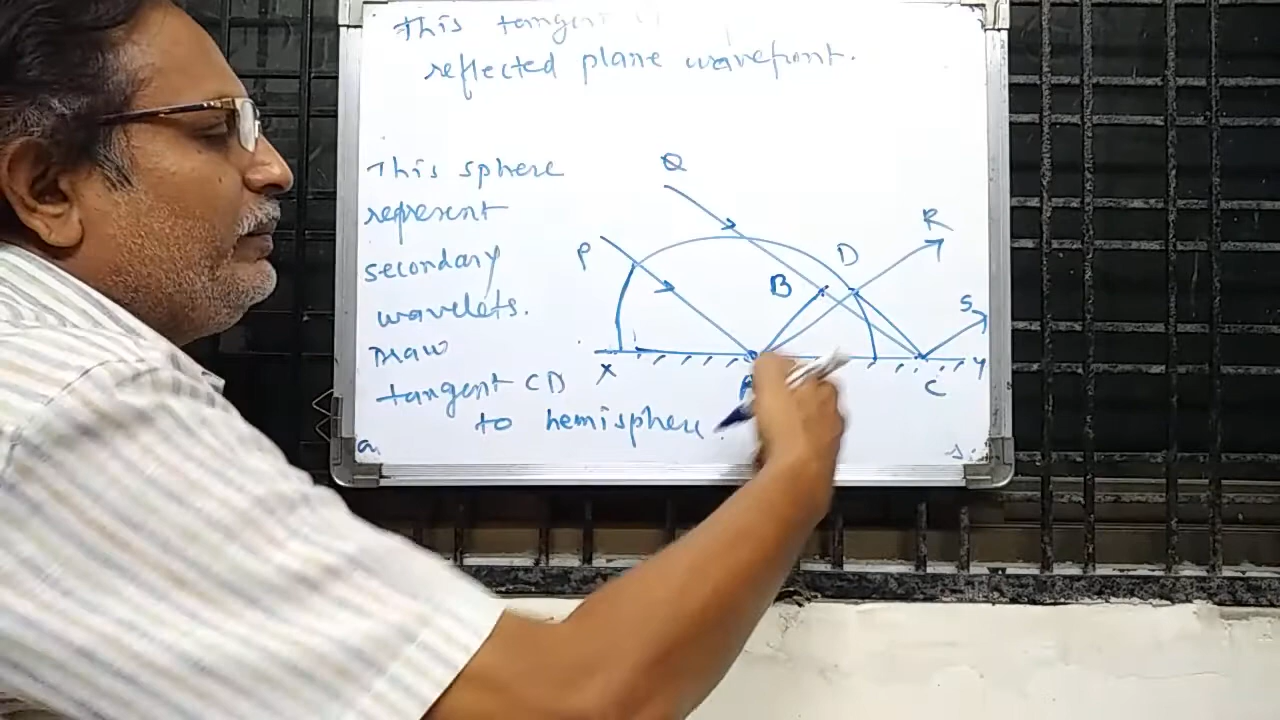 This tangent
reflected plane wavefront.
This sphere
represent
secondary
wavelets.
Draw
tangent CD
to hemisphere.
Q
P
B
D
R
S
X
A
C
Y
a
s.